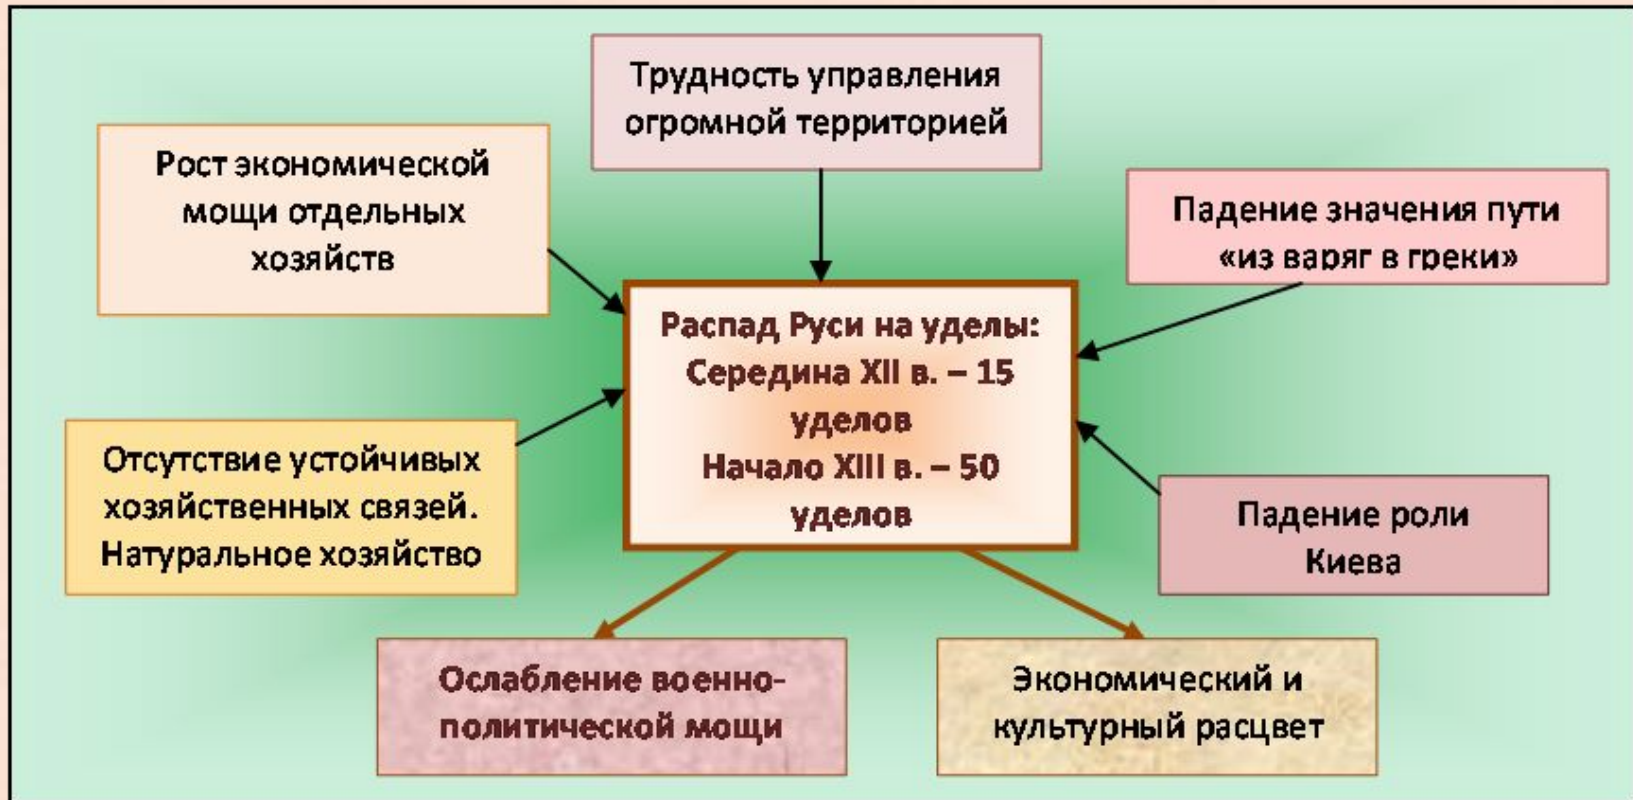 Трудность управления
огромной территорией
Рост экономической
мощи отдельных
хозяйств
Падение значения пути
«из варяг в греки»
Распад Руси на уделы:
Середина XII в. – 15
уделов
Начало XIII в. – 50
уделов
Отсутствие устойчивых
хозяйственных связей.
Натуральное хозяйство
Падение роли
Киева
Ослабление военно-
политической мощи
Экономический и
культурный расцвет